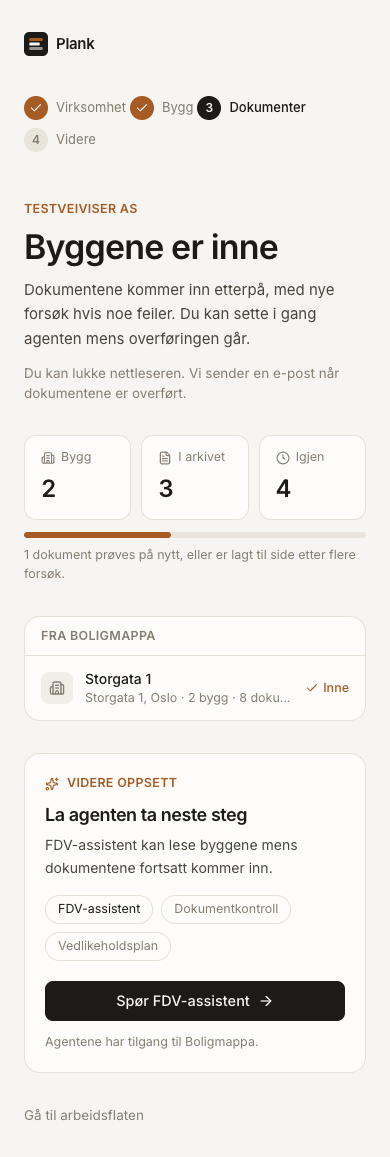 Plank
Virksomhet Bygg 3 Dokumenter
4 Videre
TESTVEIVISER AS
Byggene er inne
Dokumentene kommer inn etterpå, med nye
forsøk hvis noe feiler. Du kan sette i gang
agenten mens overføringen går.
Du kan lukke nettleseren. Vi sender en e-post når
dokumentene er overført.
Bygg I arkivet Igjen
2 3 4
1 dokument prøves på nytt, eller er lagt til side etter flere
forsøk.
FRA BOLIGMAPPA
Storgata 1
Storgata 1, Oslo · 2 bygg · 8 doku...
Inne
VIDERE OPPSETT
La agenten ta neste steg
FDV-assistent kan lese byggene mens
dokumentene fortsatt kommer inn.
FDV-assistent Dokumentkontroll
Vedlikeholdsplan
Spør FDV-assistent →
Agentene har tilgang til Boligmappa.
Gå til arbeidsflaten